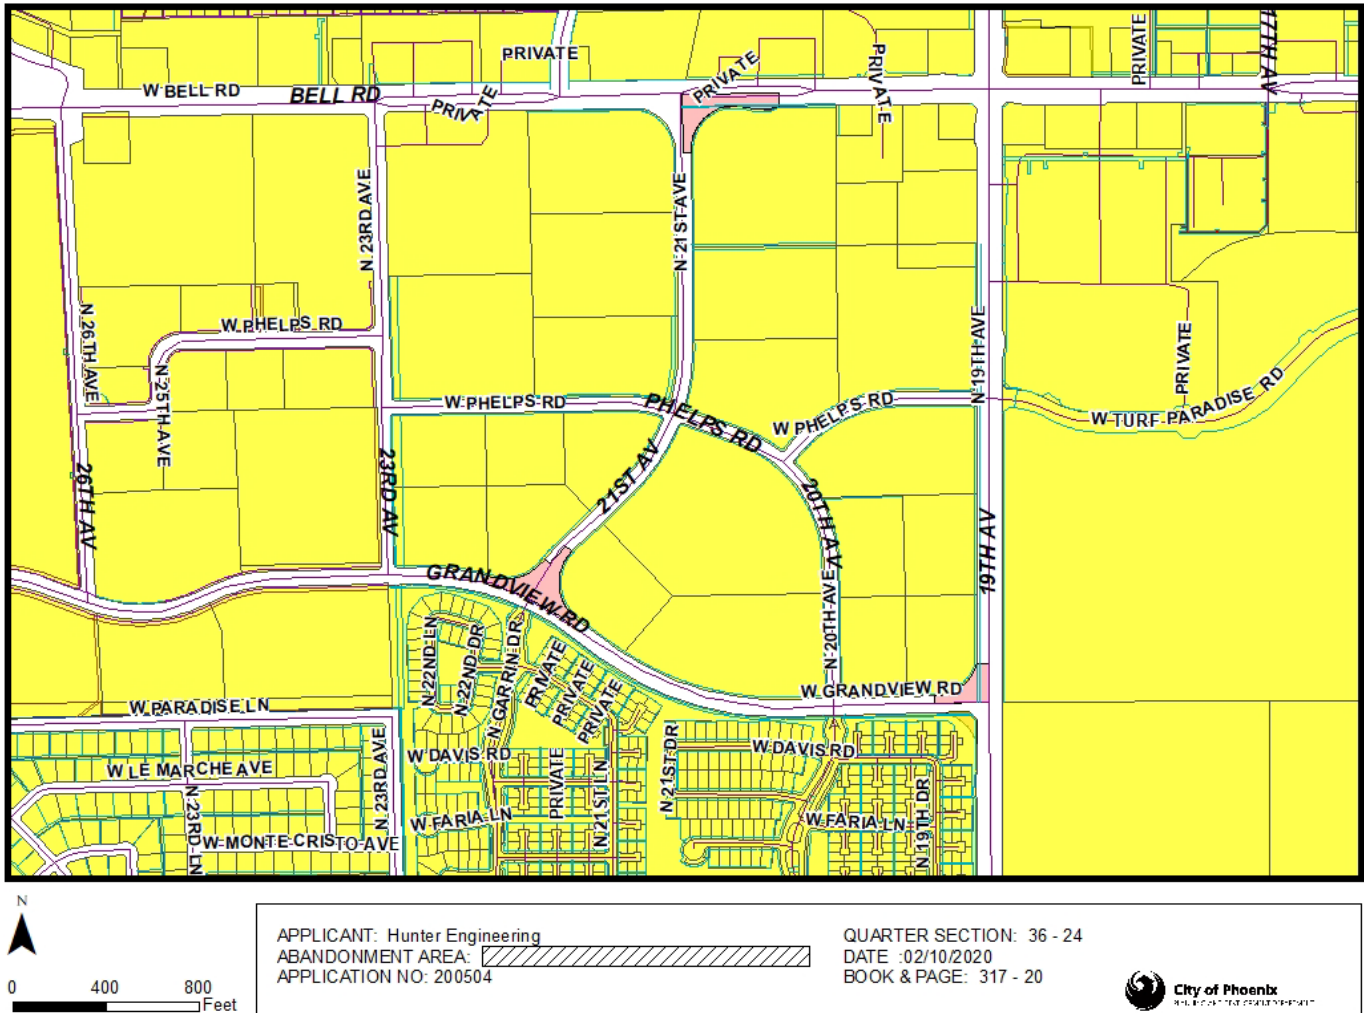 PRIVATE
PRIVATE
PRIVATE
PRIVATE
17TH AV
W BELL RD
BELL RD
PRIVATE
N 23RD AVE
N 21ST AVE
N 26TH AVE
W PHELPS RD
N 25TH AVE
W PHELPS RD
PHELPS RD
W PHELPS RD
N 19TH AVE
PRIVATE
W TURF PARADISE RD
26TH AV
23RD AV
21ST AV
20TH AV
19TH AV
GRANDVIEW RD
N 20TH AVE
N 22ND LN
N 22ND DR
N GARRIN DR
PRIVATE
PRIVATE
PRIVATE
W GRANDVIEW RD
W PARADISE LN
N 23RD AVE
W DAVIS RD
N 21ST DR
W DAVIS RD
W LE MARCHE AVE
N 23RD LN
PRIVATE
N 21ST LN
W FARIA LN
W FARIA LN
N 19TH DR
W MONTE CRISTO AVE
N
0 400 800
Feet
APPLICANT: Hunter Engineering
ABANDONMENT AREA:
APPLICATION NO: 200504
QUARTER SECTION: 36 - 24
DATE :02/10/2020
BOOK & PAGE: 317 - 20
City of Phoenix